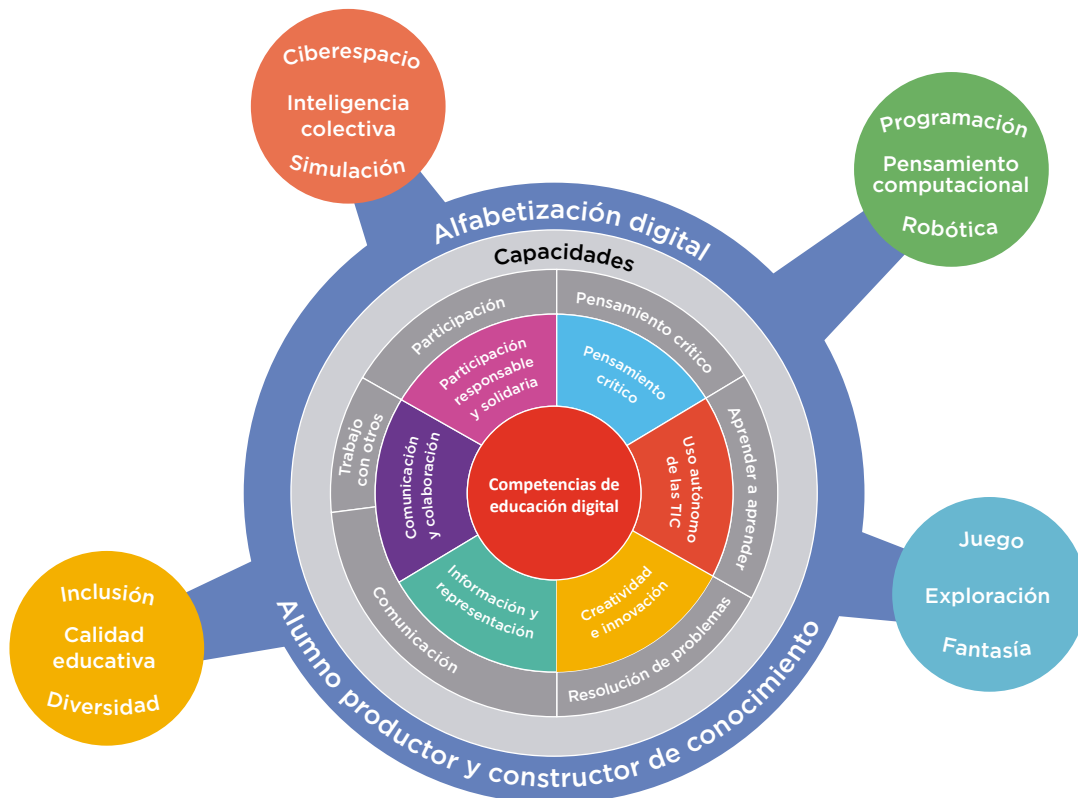 Ciberespacio
Inteligencia
colectiva
Simulación
Programación
Pensamiento
computacional
Robótica
Alfabetización digital
Capacidades
Participación
Pensamiento crítico
Participación
responsable
y solidaria
Pensamiento
crítico
Trabajo
con otros
Comunicación
y colaboración
Competencias de
educación digital
Uso autónomo
de las TIC
Aprender a aprender
Información y
representación
Creatividad
e innovación
Comunicación
Resolución de problemas
Juego
Exploración
Fantasía
Inclusión
Calidad
educativa
Diversidad
Alumno productor y constructor de conocimiento